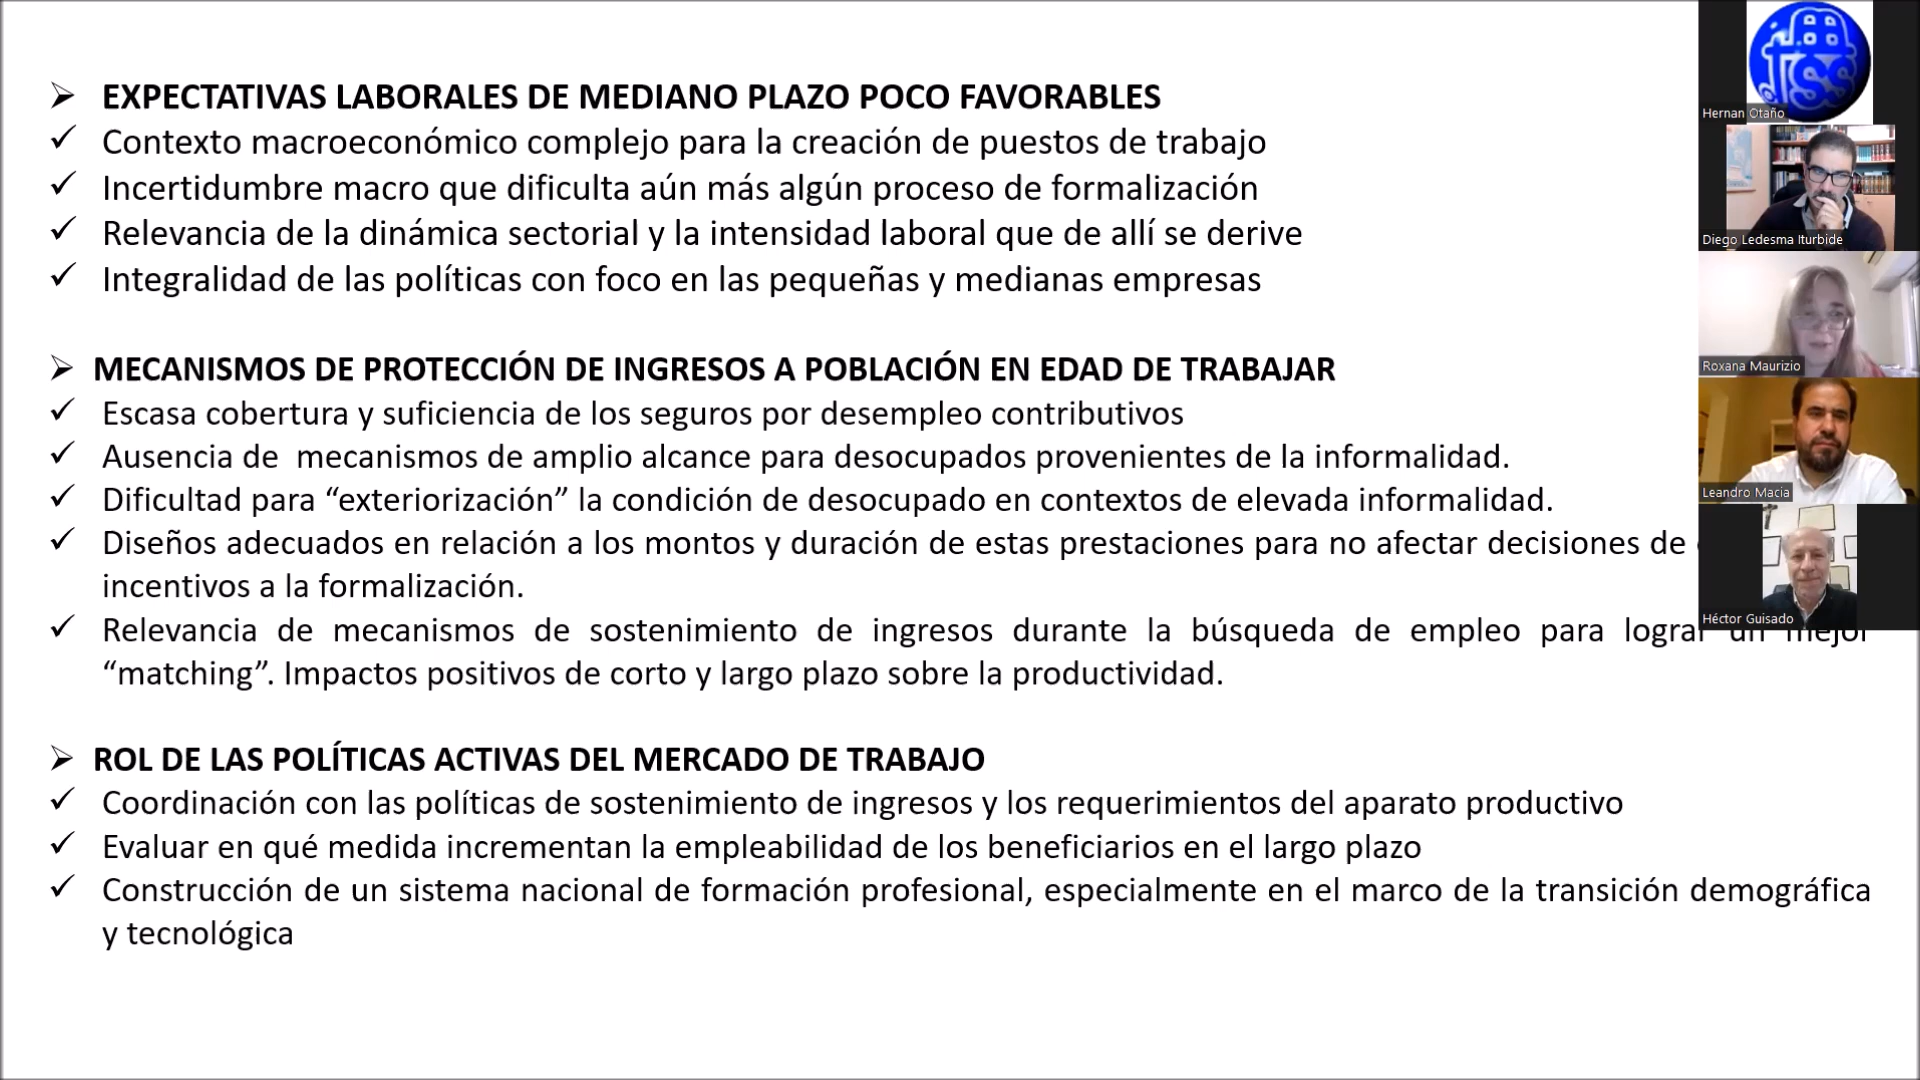 ➢ EXPECTATIVAS LABORALES DE MEDIANO PLAZO POCO FAVORABLES
✓ Contexto macroeconómico complejo para la creación de puestos de trabajo
✓ Incertidumbre macro que dificulta aún más algún proceso de formalización
✓ Relevancia de la dinámica sectorial y la intensidad laboral que de allí se derive
✓ Integralidad de las políticas con foco en las pequeñas y medianas empresas
➢ MECANISMOS DE PROTECCIÓN DE INGRESOS A POBLACIÓN EN EDAD DE TRABAJAR
✓ Escasa cobertura y suficiencia de los seguros por desempleo contributivos
✓ Ausencia de  mecanismos de amplio alcance para desocupados provenientes de la informalidad.
✓ Dificultad para “exteriorización” la condición de desocupado en contextos de elevada informalidad.
✓ Diseños adecuados en relación a los montos y duración de estas prestaciones para no afectar decisiones de
incentivos a la formalización.
✓ Relevancia de mecanismos de sostenimiento de ingresos durante la búsqueda de empleo para lograr un mejor
“matching”. Impactos positivos de corto y largo plazo sobre la productividad.
➢ ROL DE LAS POLÍTICAS ACTIVAS DEL MERCADO DE TRABAJO
✓ Coordinación con las políticas de sostenimiento de ingresos y los requerimientos del aparato productivo
✓ Evaluar en qué medida incrementan la empleabilidad de los beneficiarios en el largo plazo
✓ Construcción de un sistema nacional de formación profesional, especialmente en el marco de la transición demográfica
y tecnológica
Hernan Otaño
Diego Ledesma Iturbide
Roxana Maurizio
Leandro Macia
Héctor Guisado